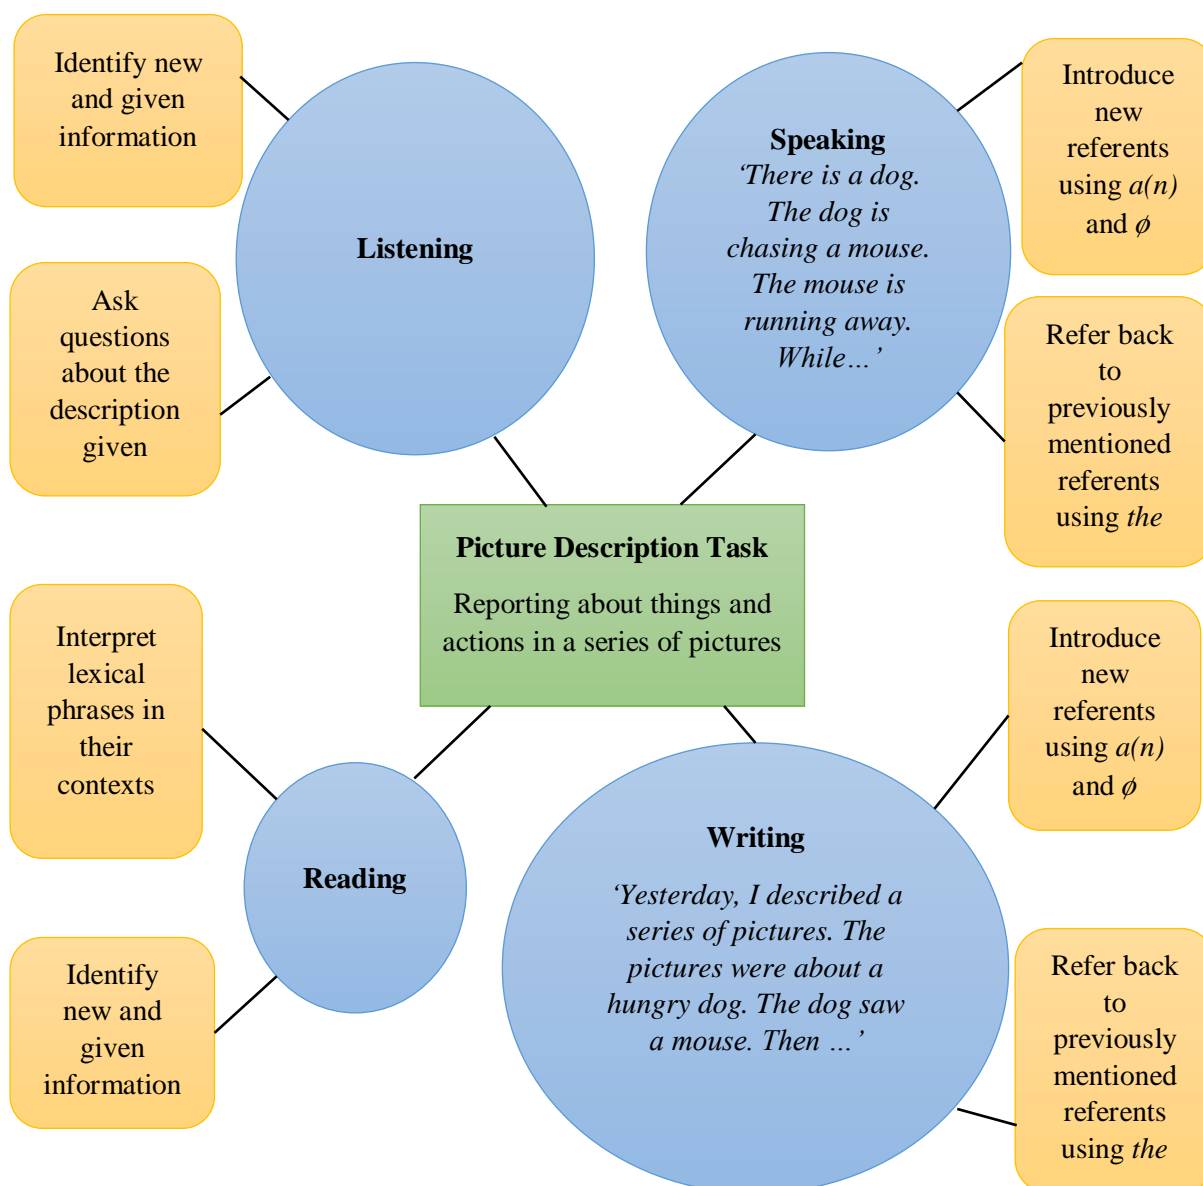 Identify new
and given
information
Listening
Ask
questions
about the
description
given
Speaking
‘There is a dog.
The dog is
chasing a mouse.
The mouse is
running away.
While…’
Introduce
new
referents
using a(n)
and ϕ
Refer back
to
previously
mentioned
referents
using the
Picture Description Task
Reporting about things and
actions in a series of pictures
Interpret
lexical
phrases in
their
contexts
Reading
Identify
new and
given
information
Writing
‘Yesterday, I described a
series of pictures. The
pictures were about a
hungry dog. The dog saw
a mouse. Then …’
Introduce
new
referents
using a(n)
and ϕ
Refer back
to
previously
mentioned
referents
using the